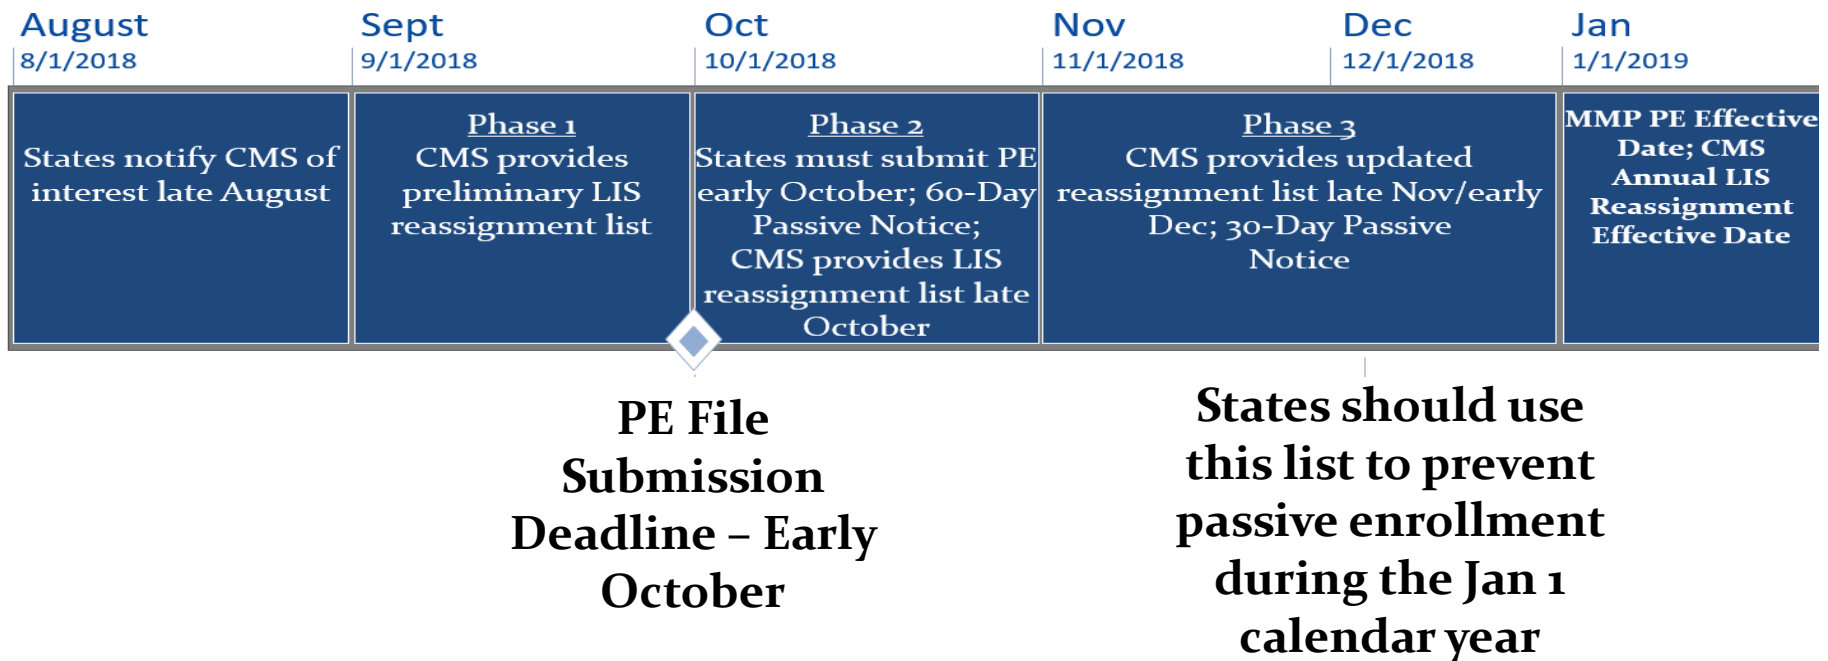 August
8/1/2018
Sept
9/1/2018
Oct
10/1/2018
Nov
11/1/2018
Dec
12/1/2018
Jan
1/1/2019
States notify CMS of
interest late August
Phase 1
CMS provides
preliminary LIS
reassignment list
Phase 2
States must submit PE
early October; 60-Day
Passive Notice;
CMS provides LIS
reassignment list late
October
Phase 3
CMS provides updated
reassignment list late Nov/early
Dec; 30-Day Passive
Notice
MMP PE Effective
Date; CMS
Annual LIS
Reassignment
Effective Date
PE File
Submission
Deadline – Early
October
States should use
this list to prevent
passive enrollment
during the Jan 1
calendar year